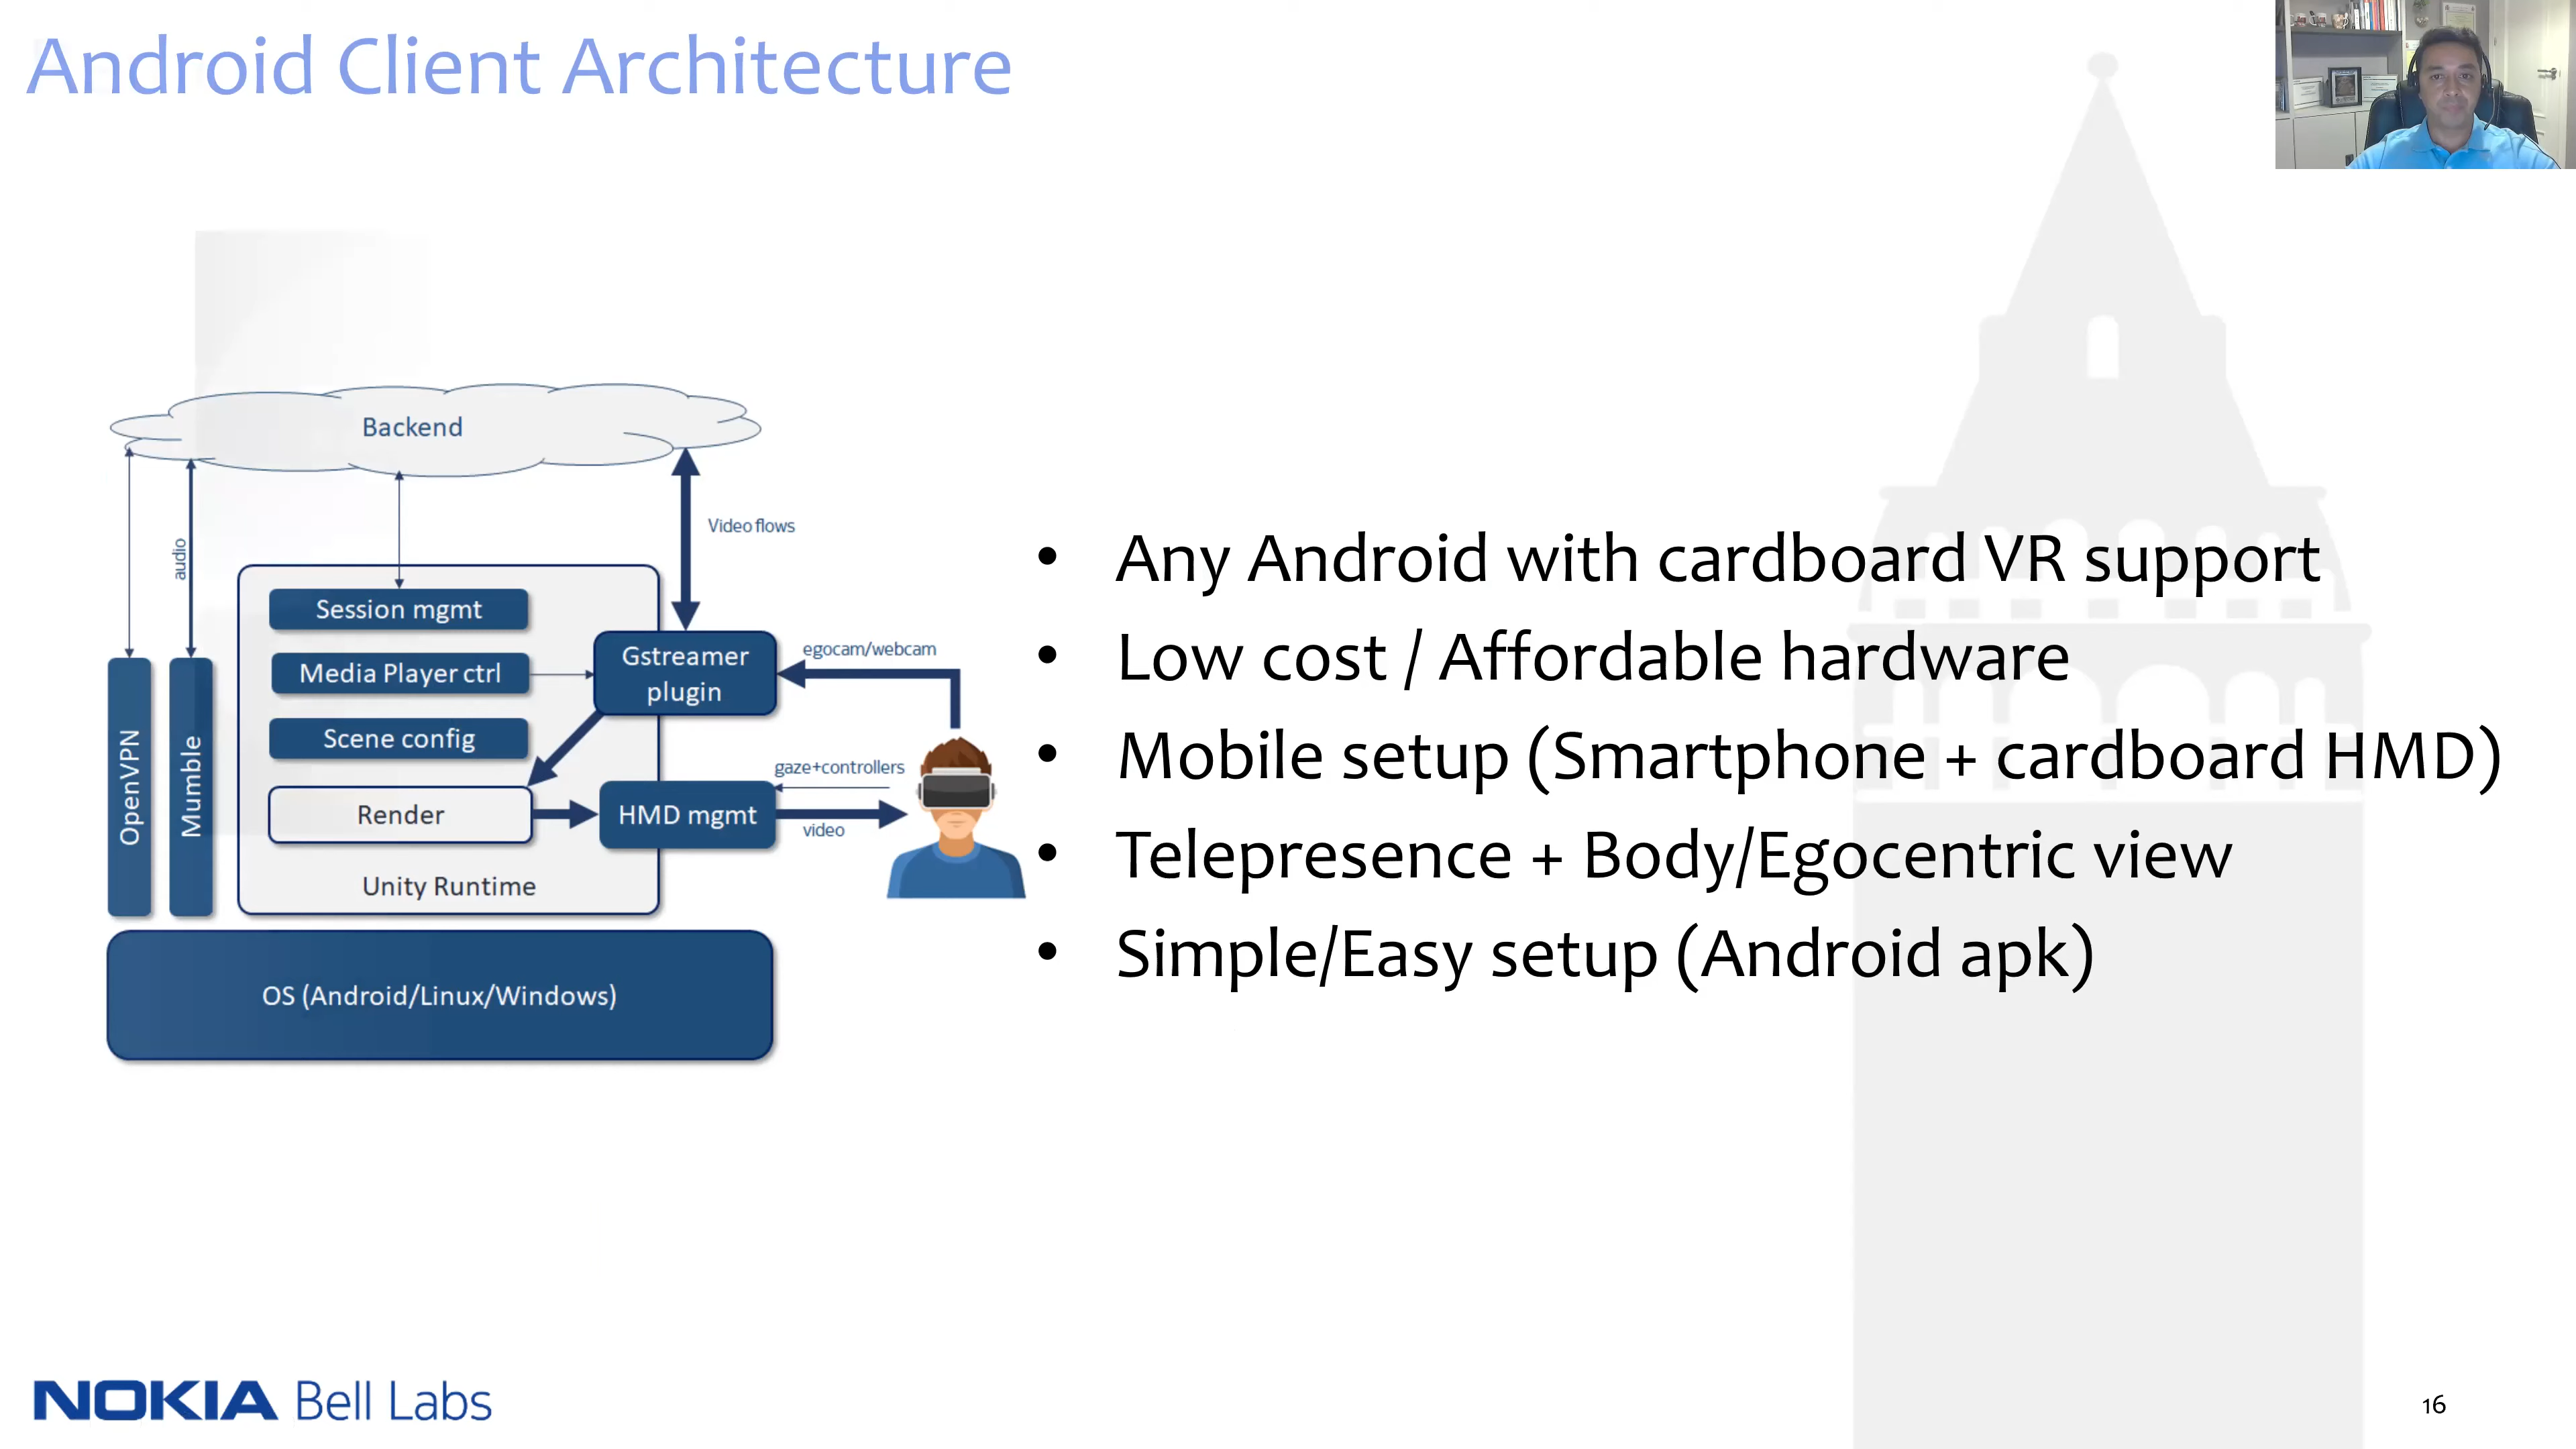 Android Client Architecture
Backend
audio
Video flows
Session mgmt
Media Player ctrl
Scene config
Render
Unity Runtime
Gstreamer
plugin
HMD mgmt
egocam/webcam
gaze+controllers
video
OpenVPN
Mumble
OS (Android/Linux/Windows)
• Any Android with cardboard VR support
• Low cost / Affordable hardware
• Mobile setup (Smartphone + cardboard HMD)
• Telepresence + Body/Egocentric view
• Simple/Easy setup (Android apk)
NOKIA Bell Labs
16